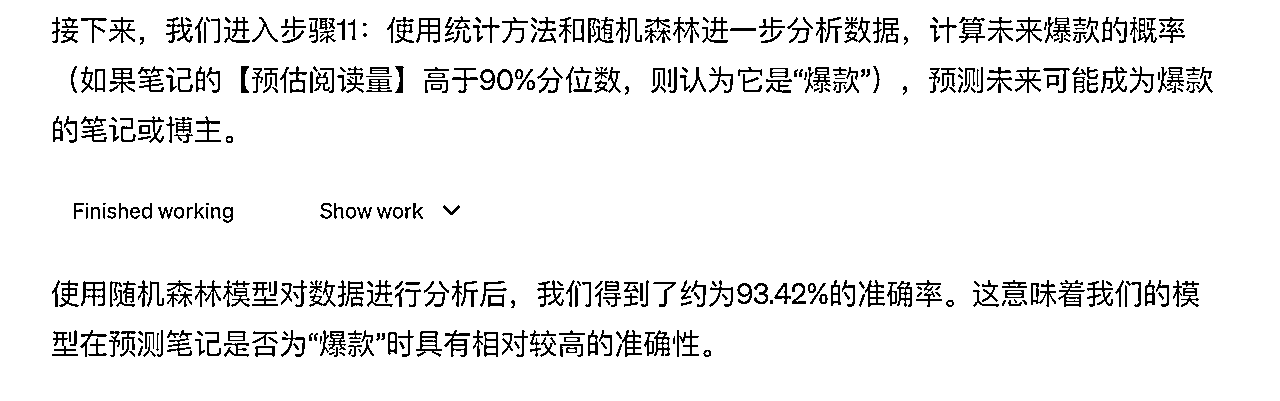 接下来，我们进入步骤11：使用统计方法和随机森林进一步分析数据，计算未来爆款的概率
（如果笔记的【预估阅读量】高于90%分位数，则认为它是“爆款”），预测未来可能成为爆款
的笔记或博主。
Finished working Show work
使用随机森林模型对数据进行分析后，我们得到了约为93.42%的准确率。这意味着我们的模
型在预测笔记是否为“爆款”时具有相对较高的准确性。